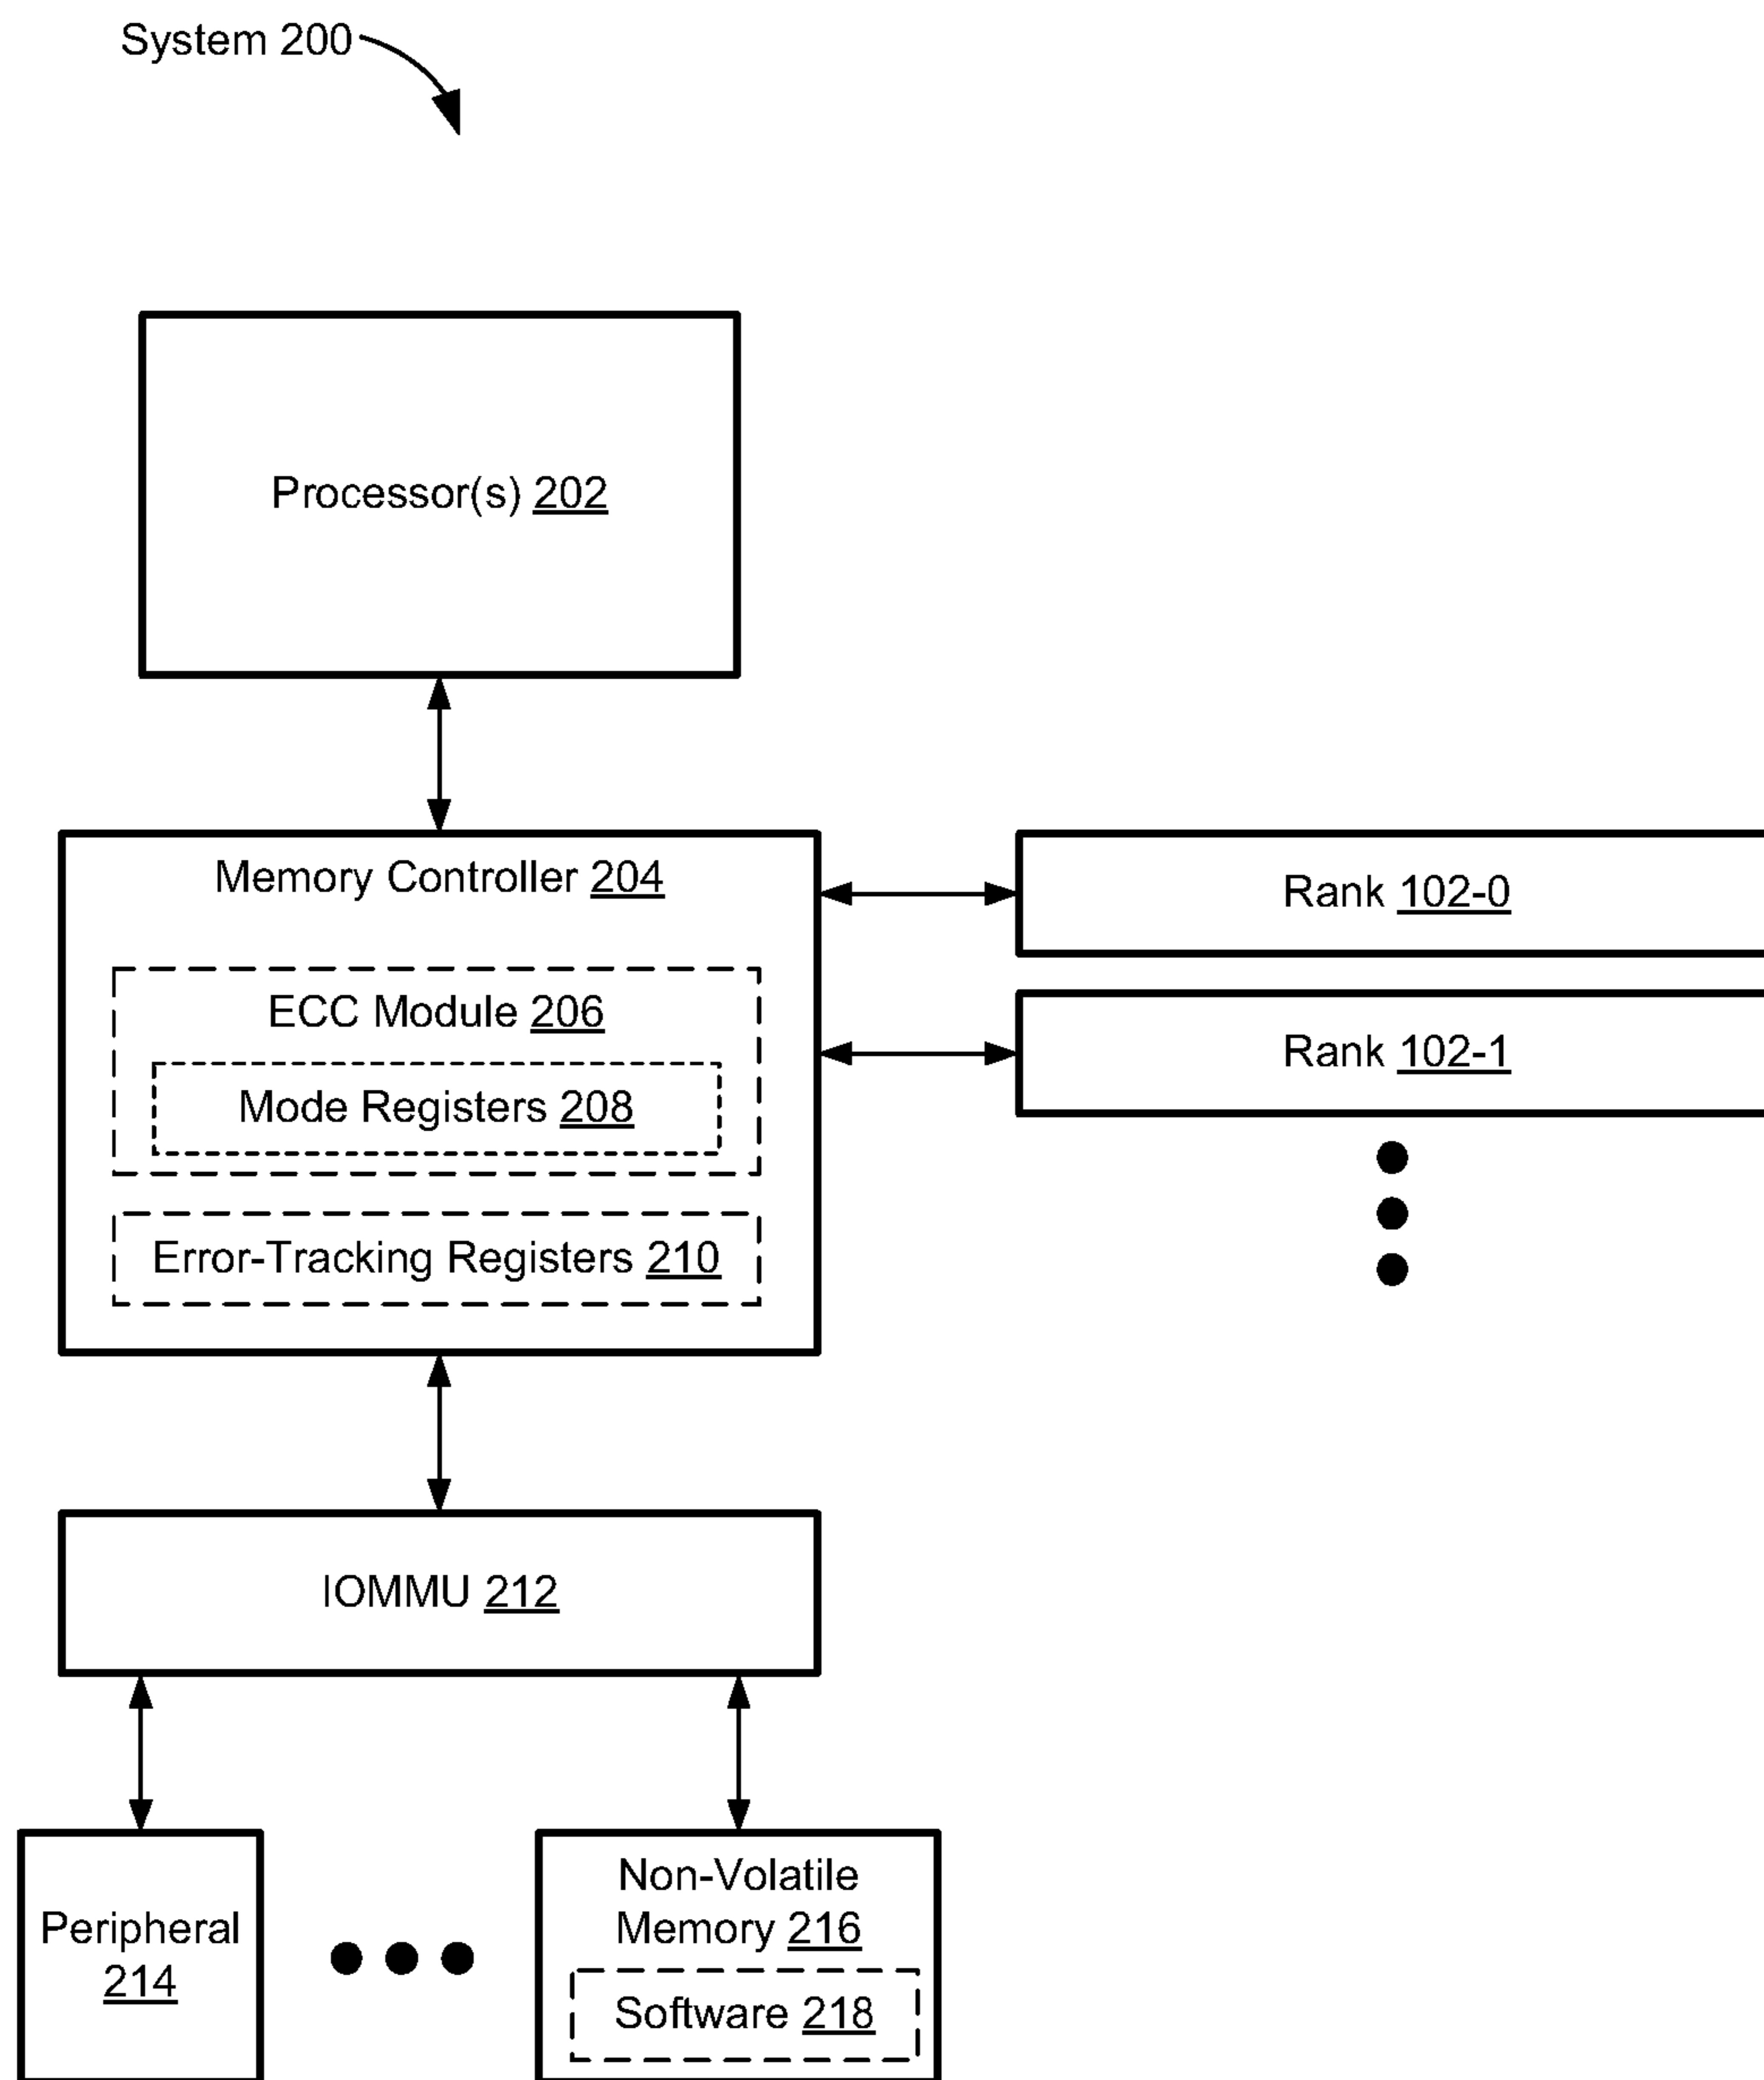 System 200
Processor(s) 202
Memory Controller 204
Rank 102-0
ECC Module 206
Rank 102-1
Mode Registers 208
Error-Tracking Registers 210
IOMMU 212
Peripheral
214
Non-Volatile
Memory 216
Software 218